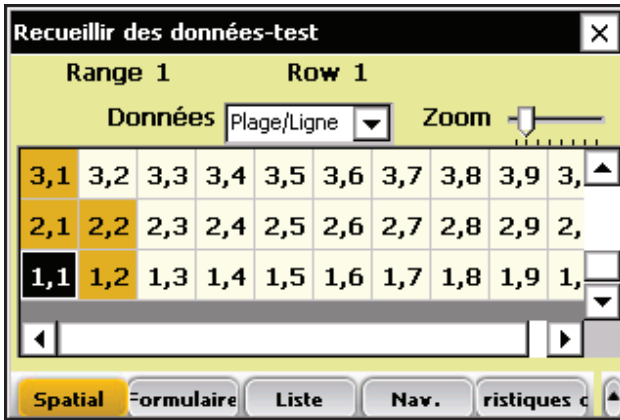 Recueillir des données-test
Range 1 Row 1
Données Plage/Ligne Zoom
3,1 3,2 3,3 3,4 3,5 3,6 3,7 3,8 3,9 3,
2,1 2,2 2,3 2,4 2,5 2,6 2,7 2,8 2,9 2,
1,1 1,2 1,3 1,4 1,5 1,6 1,7 1,8 1,9 1,
Spatial Formulaire Liste Nav. ristiques d